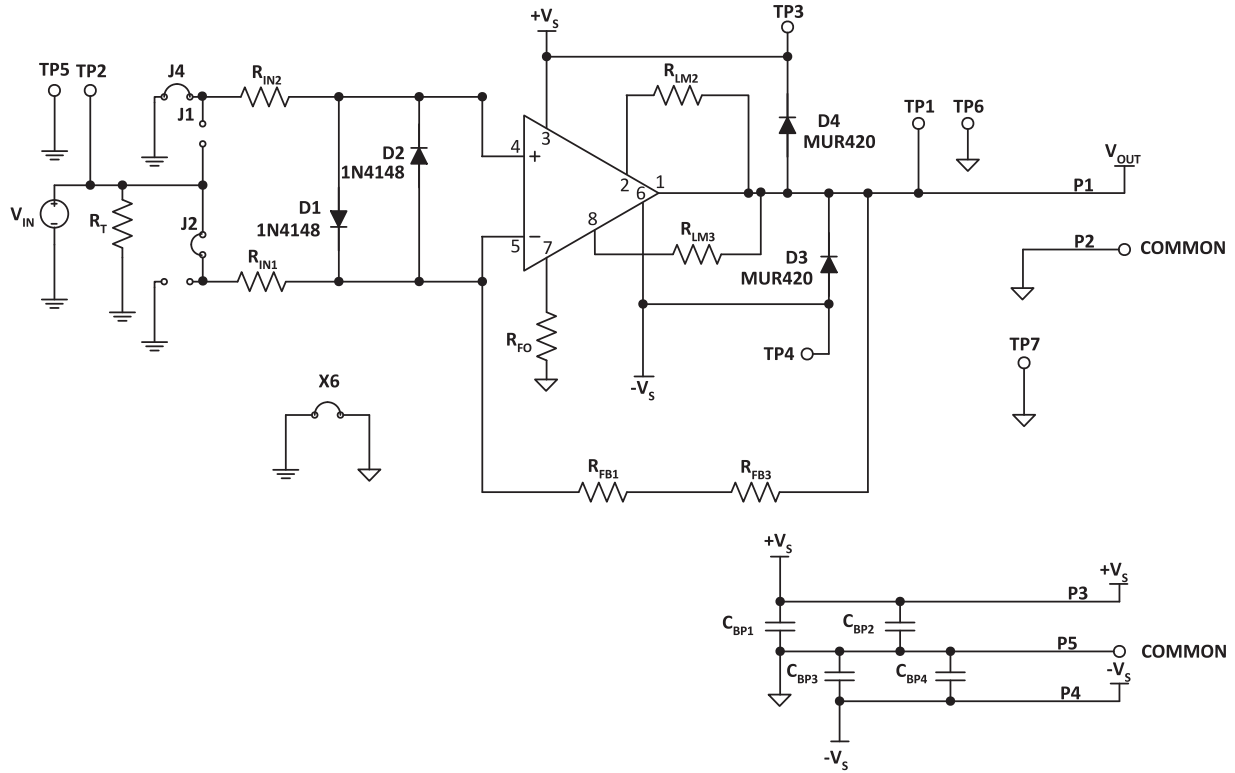 +VS
TP3
TP5 TP2
J4
RIN2
RLM2
TP1 TP6
J1
D4
MUR420
3
4
+
D2
1N4148
VOUT
2
1
6
P1
VIN
RT
J2
D1
1N4148
8
RLM3
5
−
7
RIN1
D3
MUR420
P2
COMMON
RFO
TP4
TP7
-VS
X6
RFB1
RFB3
+VS
+VS
P3
CBP1
CBP2
P5
COMMON
CBP3
CBP4
-VS
P4
-VS